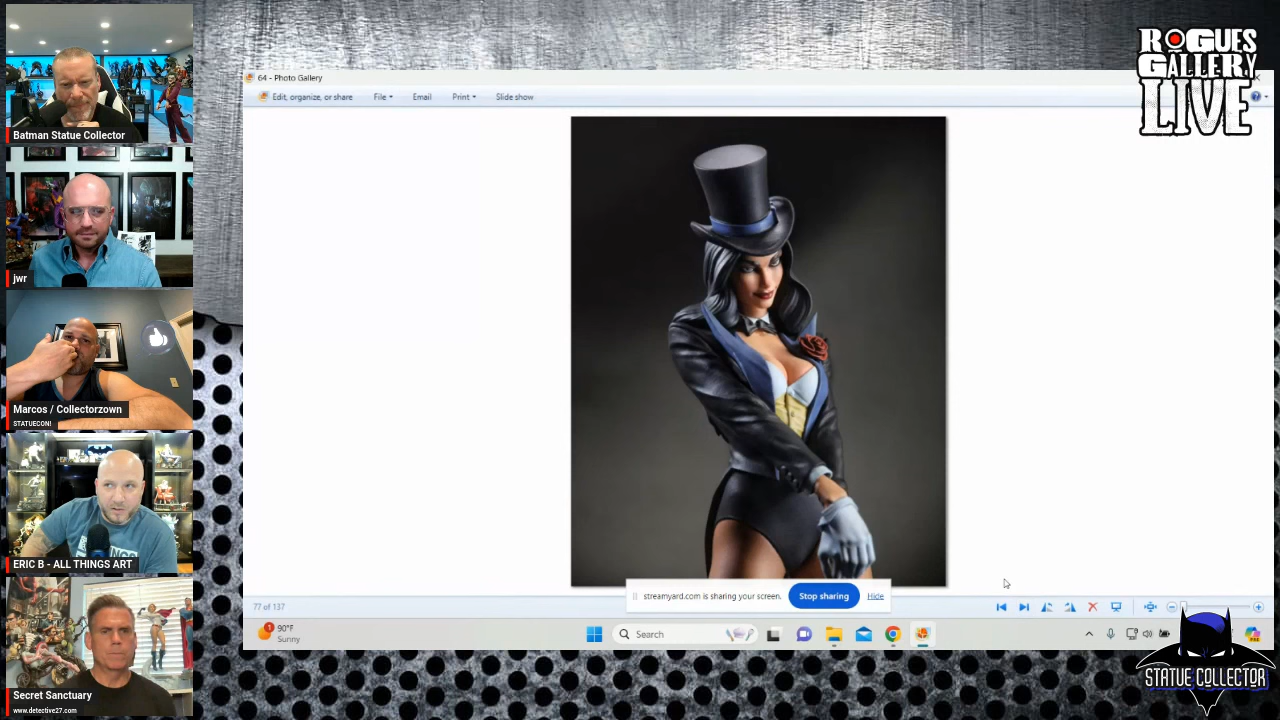 Batman Statue Collector
jwr
Marcos / Collectorzown
STATUECON!
ERIC B - ALL THINGS ART
Secret Sanctuary
www.detective27.com
64 - Photo Gallery
Edit, organize, or share
File
Email
Print
Slide show
ROGUES
GALLERY
LIVE
streamyard.com is sharing your screen.
Stop sharing
Hide
77 of 137
1
90°F
Sunny
Search
STATUE COLLECTOR